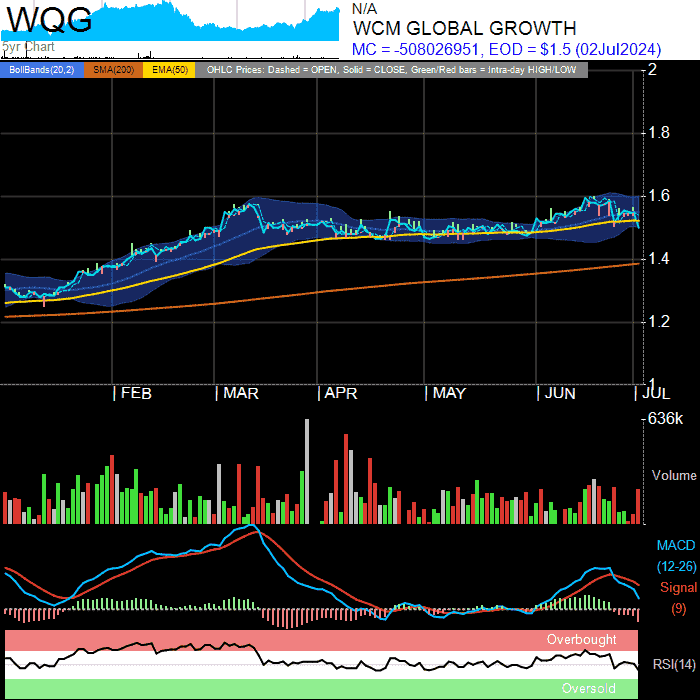 WQG
N/A
WCM GLOBAL GROWTH
5yr Chart
MC = -508026951, EOD = $1.5 (02Jul2024)
BollBands(20,2) SMA(200) EMA(50) OHLC Prices: Dashed = OPEN, Solid = CLOSE, Green/Red bars = Intra-day HIGH/LOW
2
1.8
1.6
1.4
1.2
1
FEB MAR APR MAY JUN JUL
636k
Volume
MACD
(12-26)
Signal
(9)
Overbought
RSI(14)
Oversold